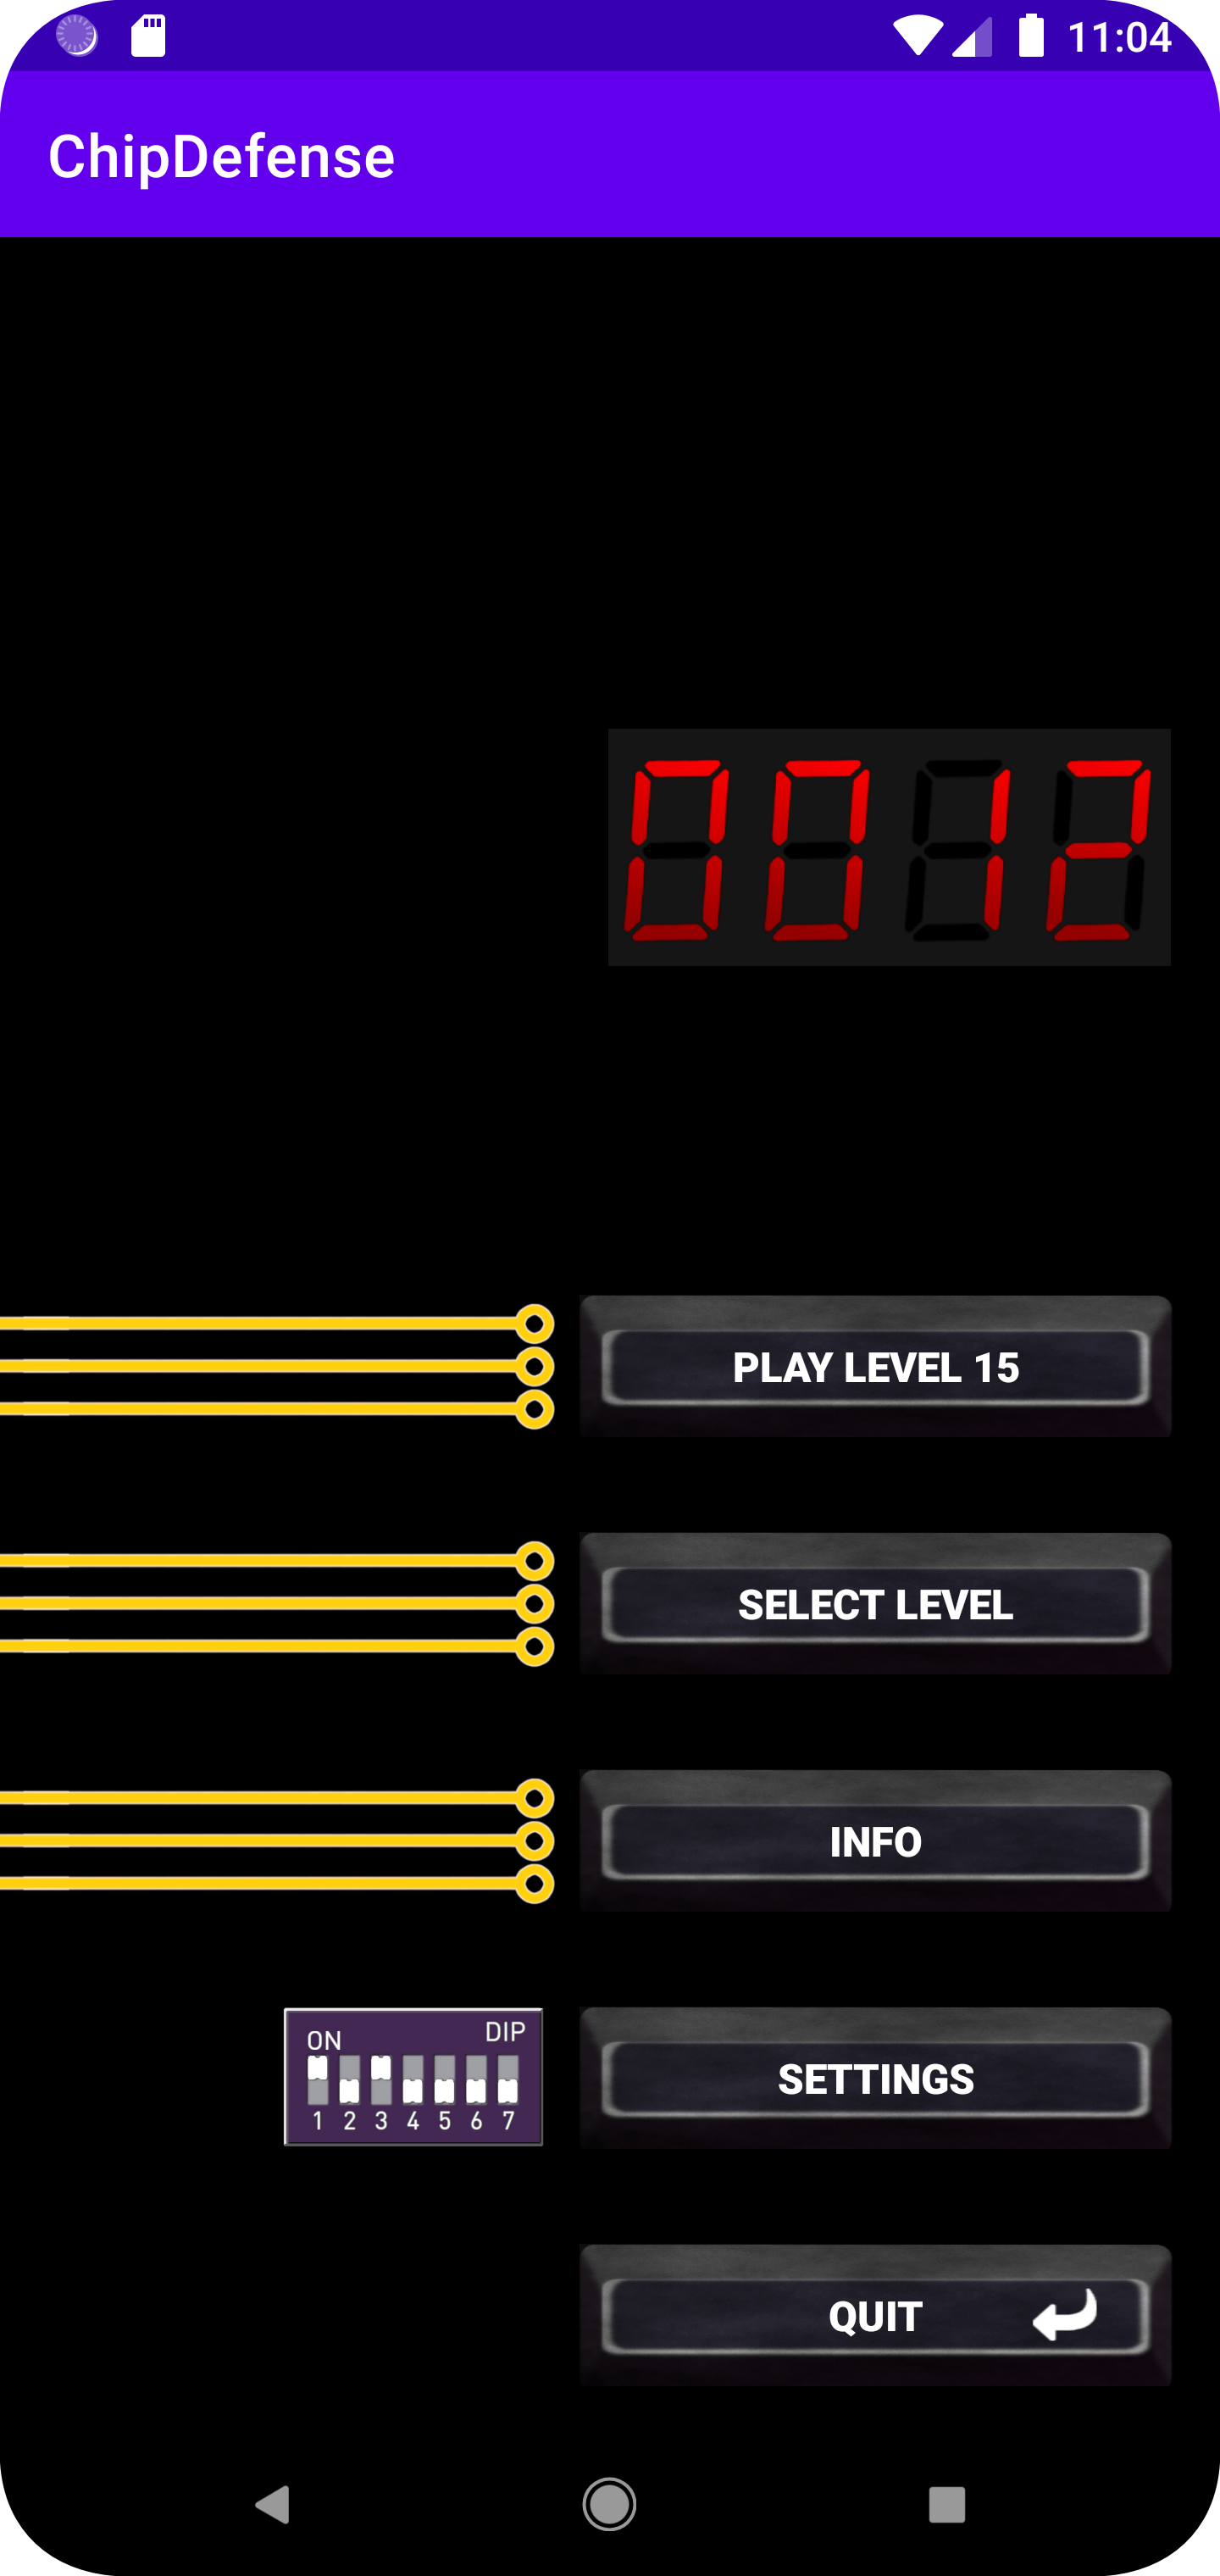 11:04
ChipDefense
0012
PLAY LEVEL 15
SELECT LEVEL
INFO
ON DIP
1 2 3 4 5 6 7
SETTINGS
QUIT